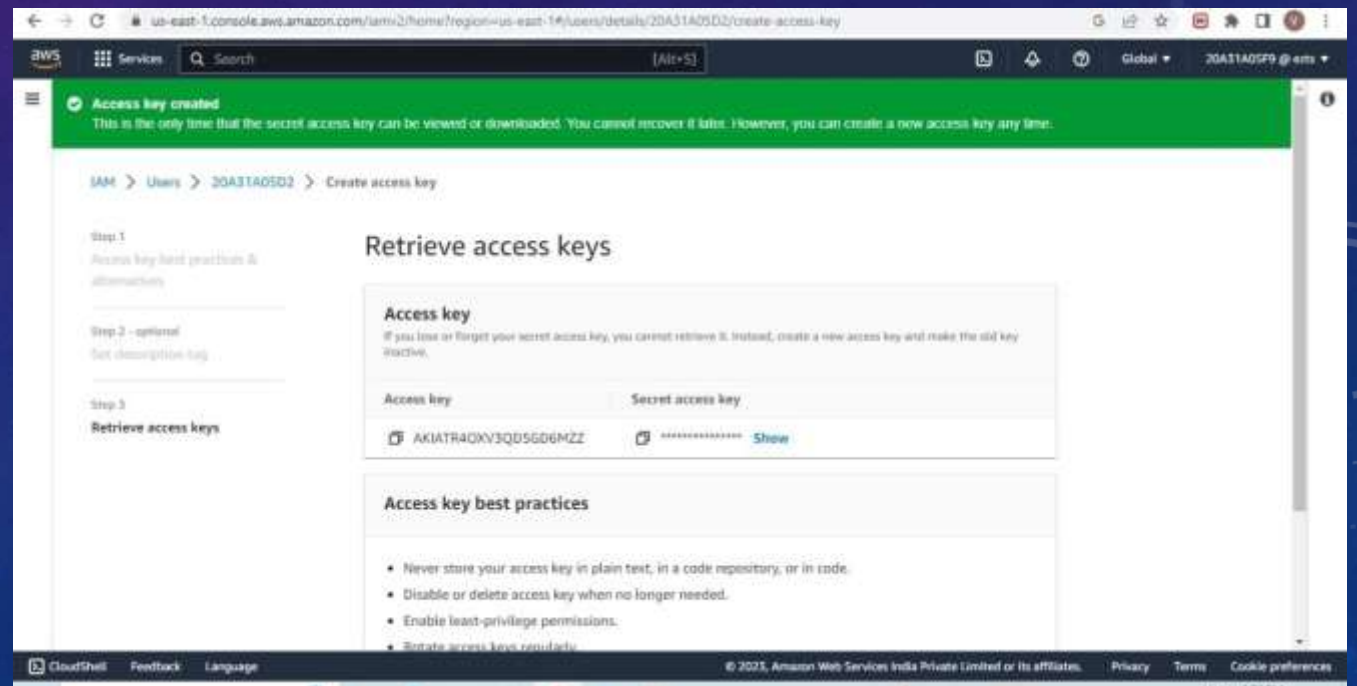 us-east-1.console.aws.amazon.com/iamv2/home?region=us-east-1#/users/details/20A31A05D2/create-access-key
aws
Services
Search
[Alt+S]
Global
20A31A05F9 @
Access key created
This is the only time that the secret access key can be viewed or downloaded. You cannot recover it later. However, you can create a new access key any time.
IAM > Users > 20A31A05D2 > Create access key
Step 1
Access key best practices &
alternatives
Step 2 - optional
Set description tag
Step 3
Retrieve access keys
Retrieve access keys
Access key
If you lose or forget your secret access key, you cannot retrieve it. Instead, create a new access key and make the old key
inactive.
Access key
Secret access key
*************** Show
Access key best practices
• Never store your access key in plain text, in a code repository, or in code.
• Disable or delete access key when no longer needed.
• Enable least-privilege permissions.
• Rotate access keys regularly.
CloudShell
Feedback
Language
© 2023, Amazon Web Services India Private Limited or its affiliates.
Privacy
Terms
Cookie preferences